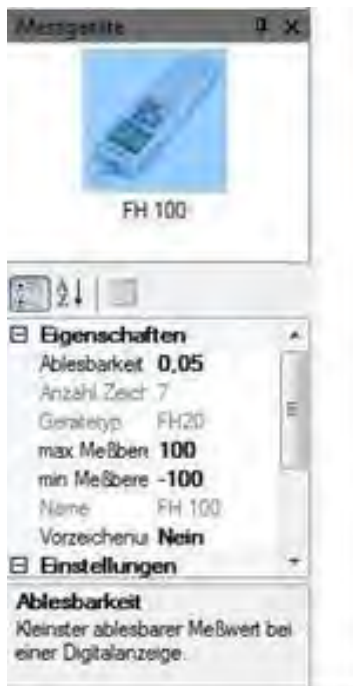 Messgeräte
FH 100
Eigenschaften
Ablesbarkeit 0,05
Anzahl Zeich 7
Gerätetyp FH20
max Meßbere 100
min Meßbere -100
Name FH 100
Vorzeichenu Nein
Einstellungen
Ablesbarkeit
Kleinster ablesbarer Meßwert bei
einer Digitalanzeige.